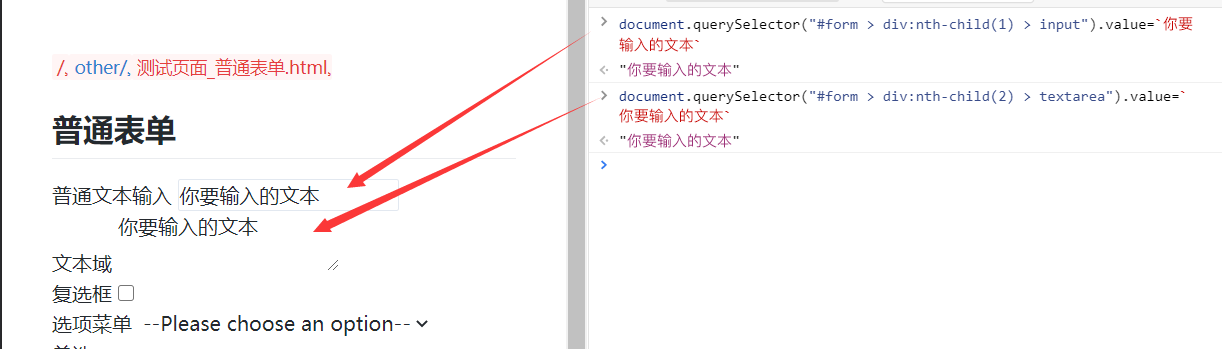 /, other/, 测试页面_普通表单.html,
普通表单
普通文本输入 你要输入的文本
你要输入的文本
文本域
复选框
选项菜单 --Please choose an option--
document.querySelector("#form > div:nth-child(1) > input").value=`你要
输入的文本`
"你要输入的文本"
document.querySelector("#form > div:nth-child(2) > textarea").value=`
你要输入的文本`
"你要输入的文本"